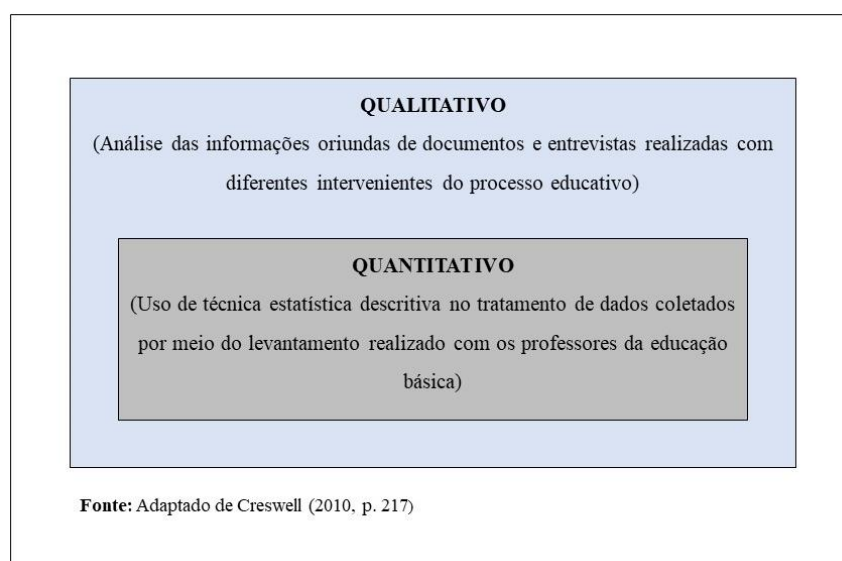 QUALITATIVO
(Análise das informações oriundas de documentos e entrevistas realizadas com
diferentes intervenientes do processo educativo)
QUANTITATIVO
(Uso de técnica estatística descritiva no tratamento de dados coletados
por meio do levantamento realizado com os professores da educação
básica)
Fonte: Adaptado de Creswell (2010, p. 217)